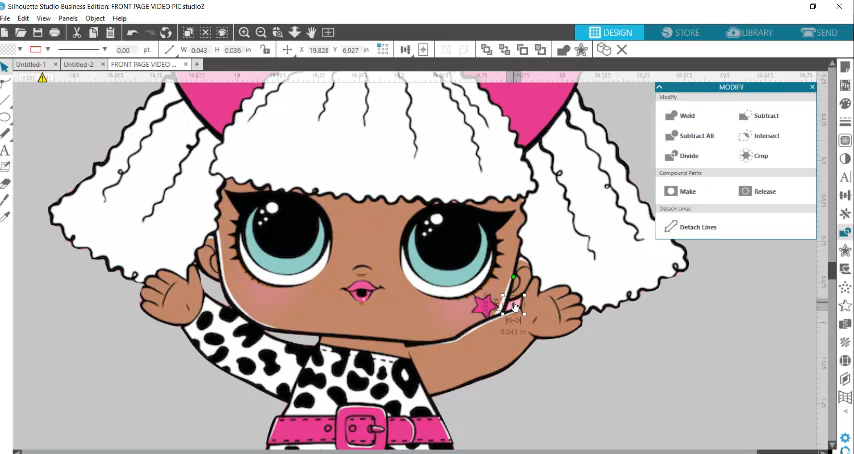 Silhouette Studio Business Edition: FRONT PAGE VIDEO PIC.studio3
File Edit View Panels Object Help
DESIGN STORE LIBRARY SEND
0.00 pt W 0.043 H 0.036 in X 19.828 Y 6.927 in
Untitled-1 × Untitled-2 × FRONT PAGE VIDEO ... × +
MODIFY
Modify
Weld Subtract
Subtract All Intersect
Divide Crop
Compound Paths
Make Release
Detach Lines
Detach Lines
0.043 in